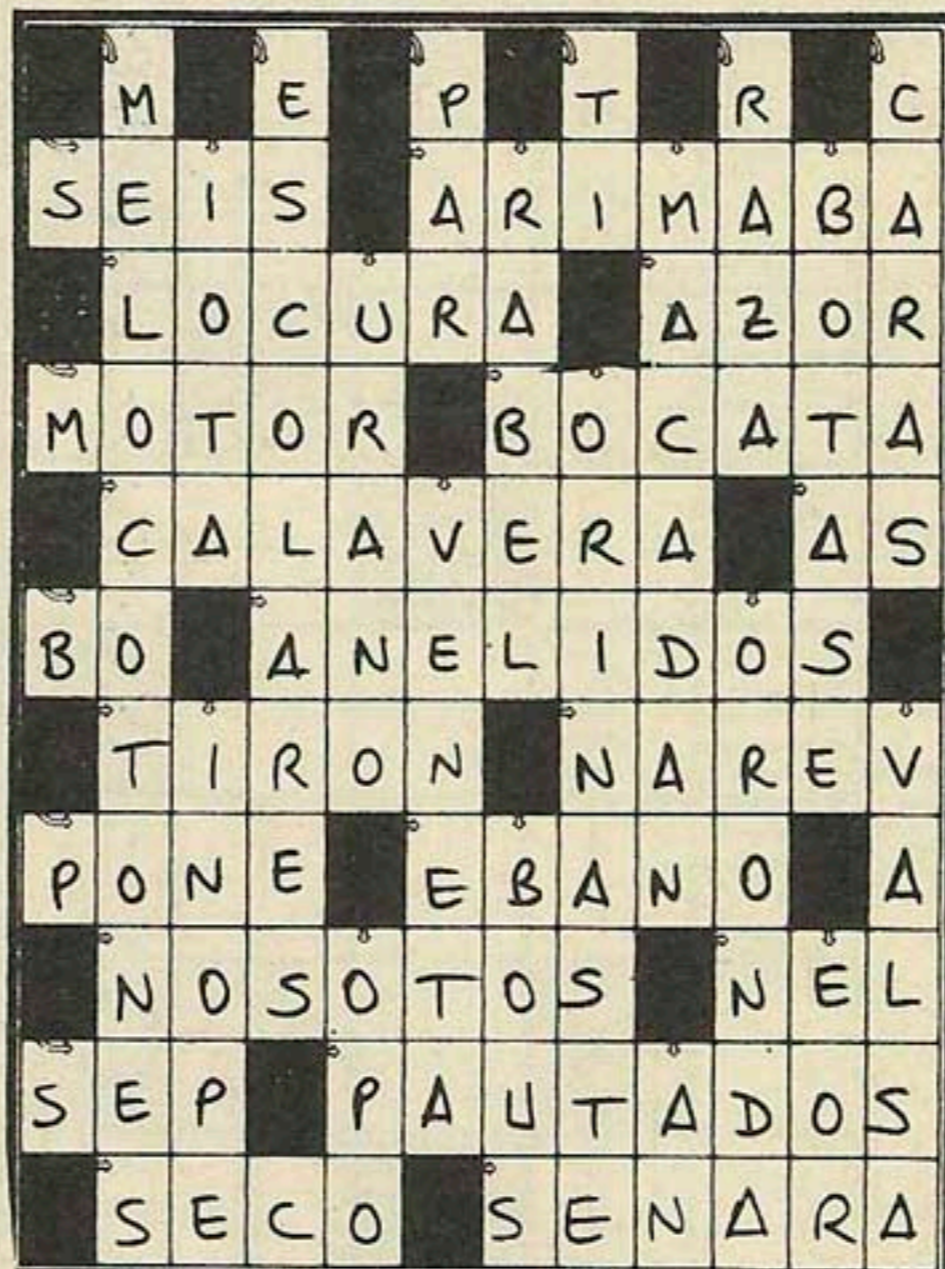 M E P T R C
SEIS ARIMABA
LOCURA AZOR
MOTOR BOCATA
CALAVERA AS
BO ANELIDOS
TIRON NAREV
PONE EBANO A
NOSOTOS NEL
SEP PAUTADOS
SECO SENARA